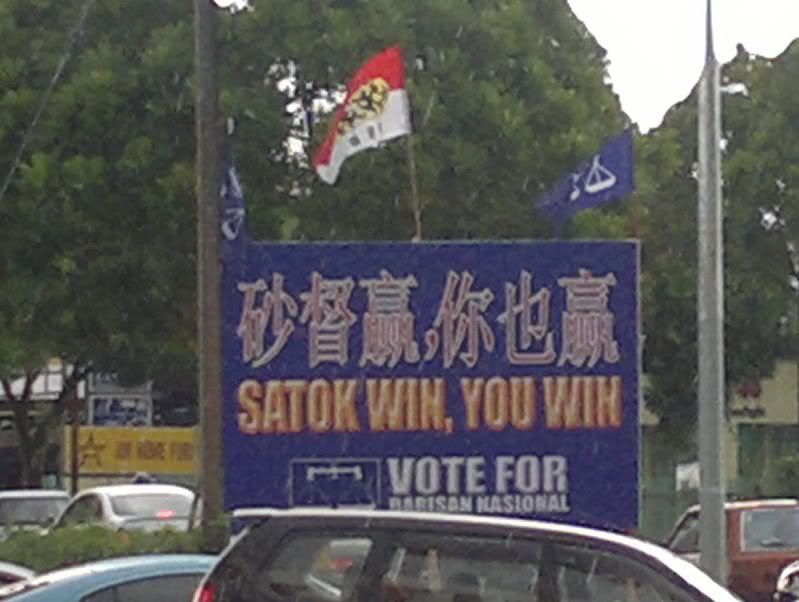 砂督赢,你也赢
SATOK WIN, YOU WIN
VOTE FOR
BARISAN NASIONAL